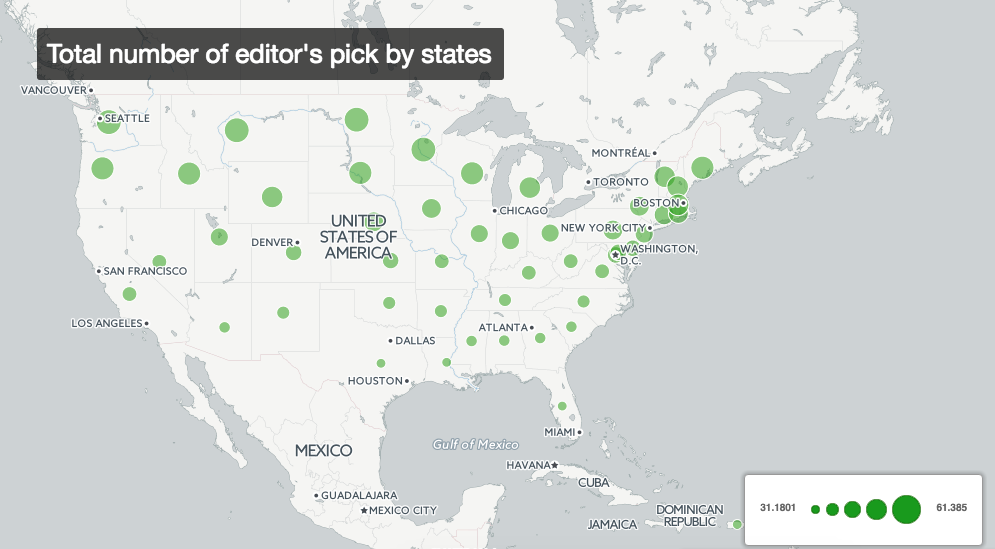 Total number of editor's pick by states
VANCOUVER
SEATTLE
MONTRÉAL
TORONTO
BOSTON
CHICAGO
NEW YORK CITY
UNITED
STATES OF
AMERICA
DENVER
WASHINGTON,
D.C.
SAN FRANCISCO
LOS ANGELES
ATLANTA
DALLAS
HOUSTON
MIAMI
Gulf of Mexico
MEXICO
HAVANA
CUBA
GUADALAJARA
MEXICO CITY
JAMAICA
DOMINICAN
REPUBLIC
31.1801
61.385